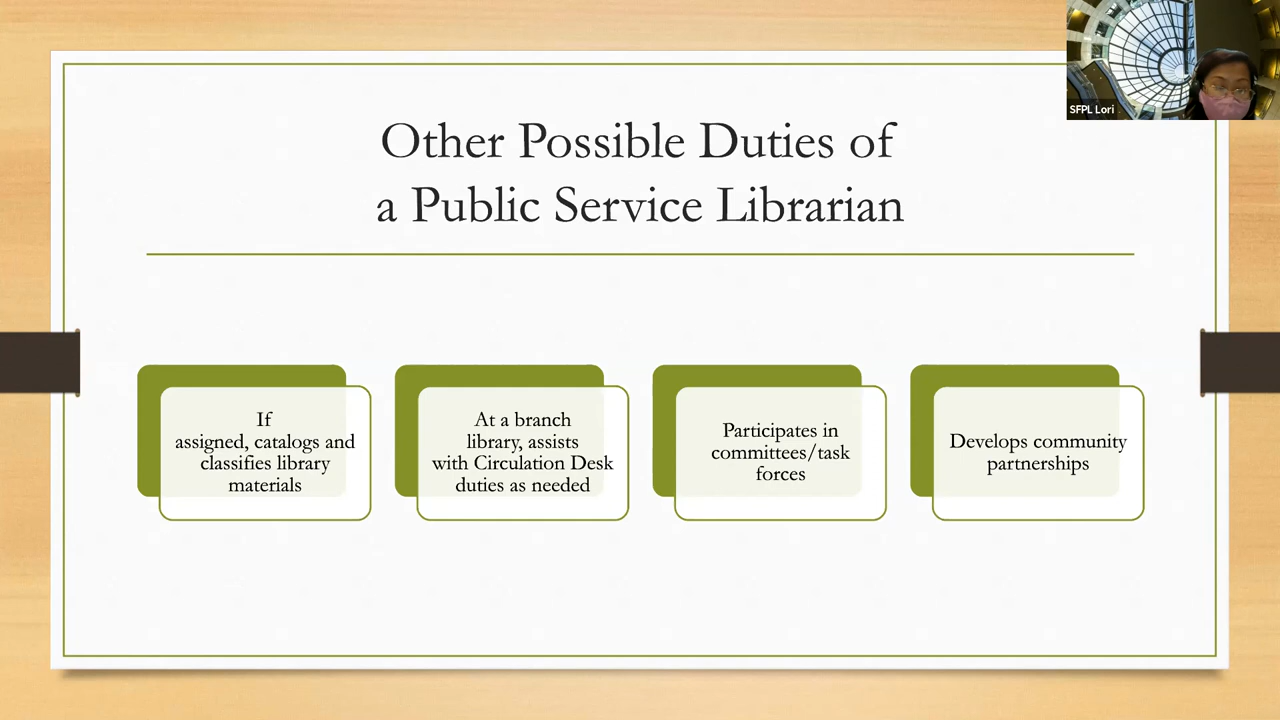 SFPL Lori
Other Possible Duties of
a Public Service Librarian
If
assigned, catalogs and
classifies library
materials
At a branch
library, assists
with Circulation Desk
duties as needed
Participates in
committees/task
forces
Develops community
partnerships